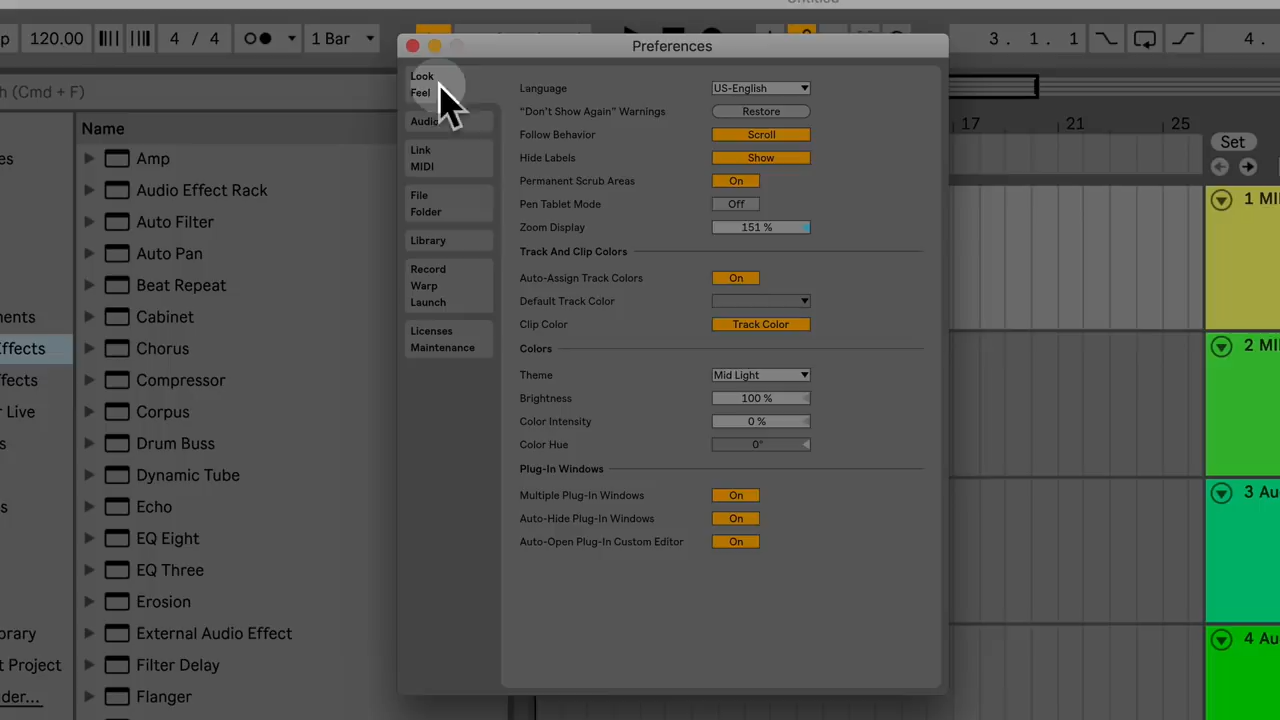 Untitled
p 120.00 4 / 4 1 Bar 3. 1. 1 4.
Preferences
h (Cmd + F)
Name
es
Amp
Audio Effect Rack
Auto Filter
Auto Pan
Beat Repeat
ments
Cabinet
Effects
Chorus
ffects
Compressor
r Live
Corpus
s
Drum Buss
Dynamic Tube
s
Echo
EQ Eight
EQ Three
Erosion
brary
External Audio Effect
t Project
Filter Delay
der...
Flanger
Look
Feel
Audio
Link
MIDI
File
Folder
Library
Record
Warp
Launch
Licenses
Maintenance
Language US-English
“Don't Show Again” Warnings Restore
Follow Behavior Scroll
Hide Labels Show
Permanent Scrub Areas On
Pen Tablet Mode Off
Zoom Display 151 %
Track And Clip Colors
Auto-Assign Track Colors On
Default Track Color
Clip Color Track Color
Colors
Theme Mid Light
Brightness 100 %
Color Intensity 0 %
Color Hue 0°
Plug-In Windows
Multiple Plug-In Windows On
Auto-Hide Plug-In Windows On
Auto-Open Plug-In Custom Editor On
17 21 25
Set
1 MI
2 MI
3 Au
4 Au